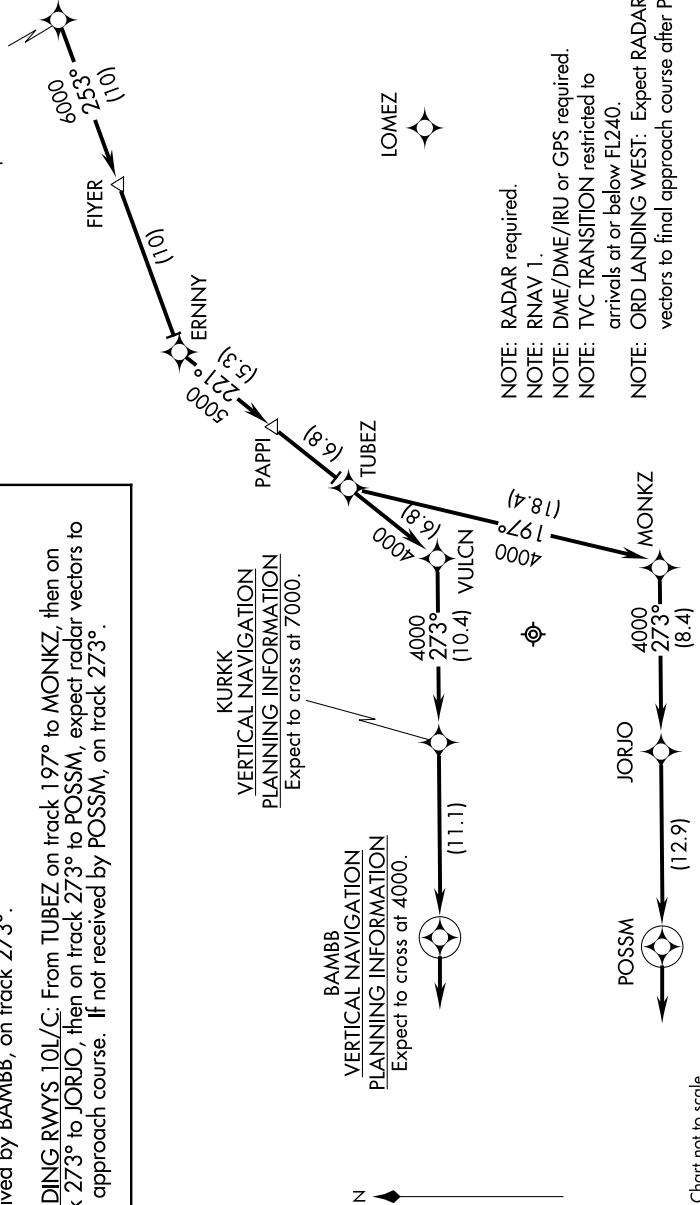 ived by BAMBB, on track 273°.
DING RWYS 10L/C: From TUBEZ on track 197° to MONKZ, then on
k 273° to JORJO, then on track 273° to POSSM, expect radar vectors to
approach course. If not received by POSSM, on track 273°.
6000
253°
(10)
FIYER
(10)
ERNNY
5000
221°
(5.3)
PAPPI
(6.8)
TUBEZ
4000
(6.8)
VULCN
4000
197°
(18.4)
MONKZ
LOMEZ
KURKK
VERTICAL NAVIGATION
PLANNING INFORMATION
Expect to cross at 7000.
4000
273°
(10.4)
(11.1)
BAMBB
VERTICAL NAVIGATION
PLANNING INFORMATION
Expect to cross at 4000.
4000
273°
(8.4)
JORJO
(12.9)
POSSM
NOTE: RADAR required.
NOTE: RNAV 1.
NOTE: DME/DME/IRU or GPS required.
NOTE: TVC TRANSITION restricted to
arrivals at or below FL240.
NOTE: ORD LANDING WEST: Expect RADAR
vectors to final approach course after P
N
Chart not to scale